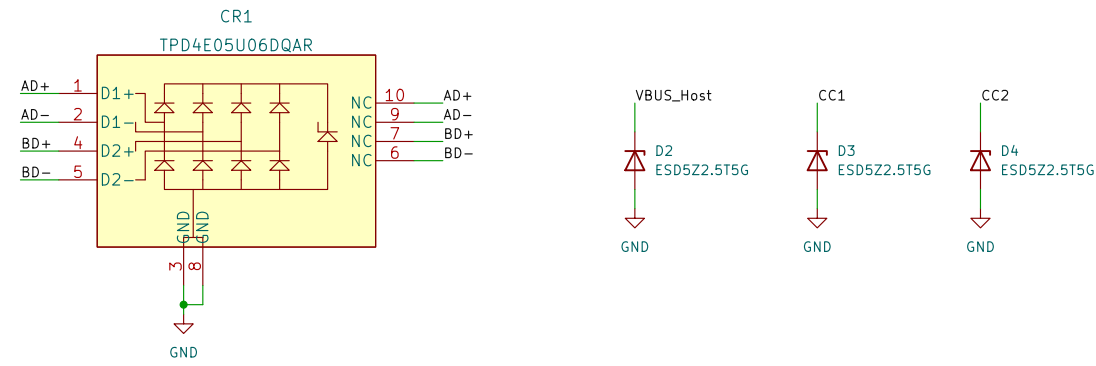 CR1
TPD4E05U06DQAR
AD+ 1 D1+ NC 10 AD+
AD- 2 D1- NC 9 AD-
BD+ 4 D2+ NC 7 BD+
BD- 5 D2- NC 6 BD-
GND GND
3 8
GND
VBUS_Host
D2
ESD5Z2.5T5G
GND
CC1
D3
ESD5Z2.5T5G
GND
CC2
D4
ESD5Z2.5T5G
GND